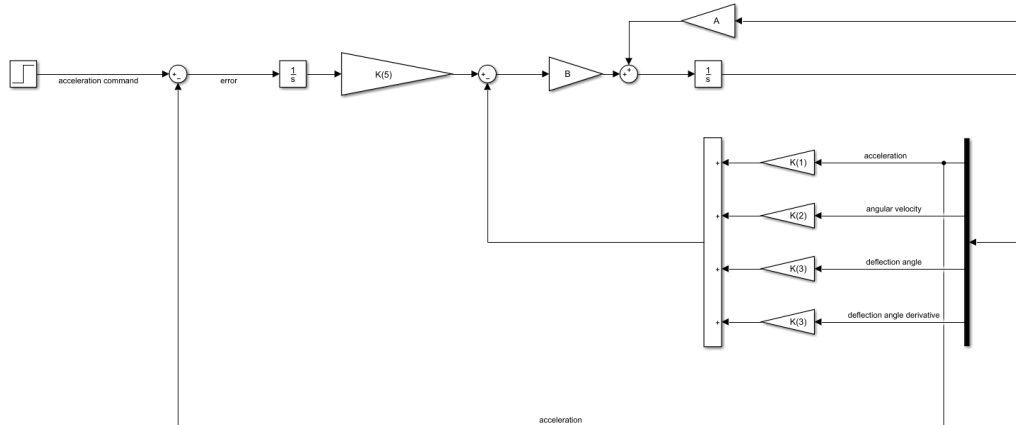 A
acceleration command
+
−
error
1
s
K(5)
+
−
B
+
+
1
s
+
K(1)
acceleration
+
K(2)
angular velocity
+
K(3)
deflection angle
+
K(3)
deflection angle derivative
acceleration